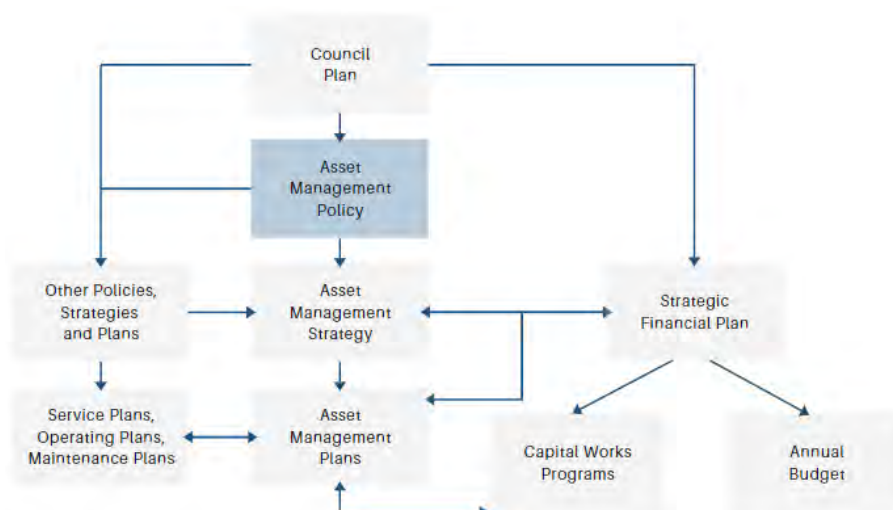 Council
Plan
Asset
Management
Policy
Other Policies,
Strategies
and Plans
Asset
Management
Strategy
Strategic
Financial Plan
Service Plans,
Operating Plans,
Maintenance Plans
Asset
Management
Plans
Capital Works
Programs
Annual
Budget